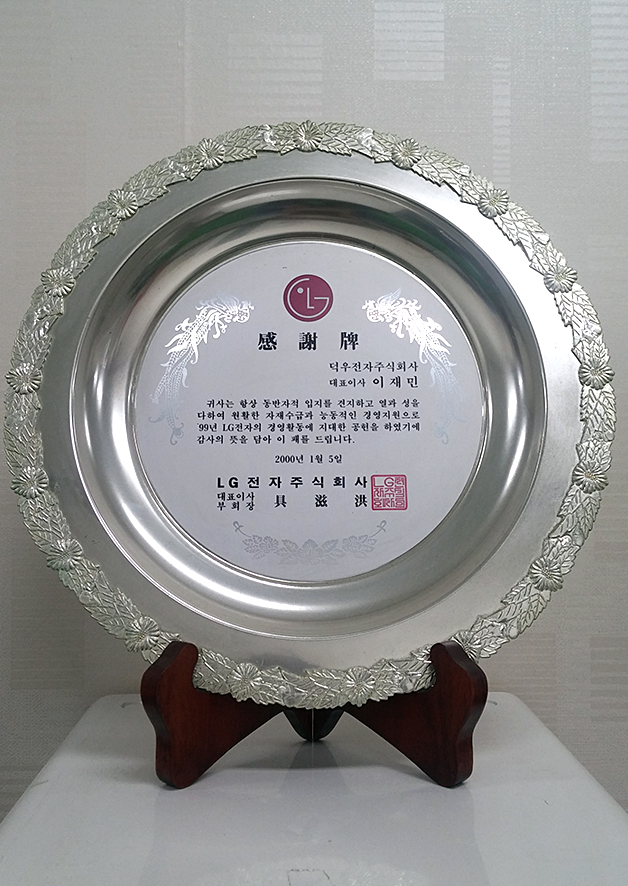 感謝牌
덕우전자주식회사
대표이사 이재민
귀사는 항상 동반자적 입지를 견지하고 열과 성을
다하여 원활한 자재수급과 능동적인 경영지원으로
'99년 LG전자의 경영활동에 지대한 공헌을 하였기에
감사의 뜻을 담아 이 패를 드립니다.
2000년 1월 5일
LG전자주식회사
대표이사
부회장 具滋洪